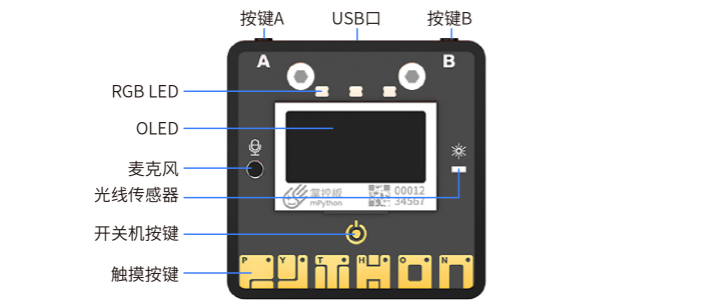 按键A
USB口
按键B
A
B
RGB LED
OLED
麦克风
光线传感器
掌控板
mPython
00012
34567
开关机按键
触摸按键
P
Y
T
H
O
N